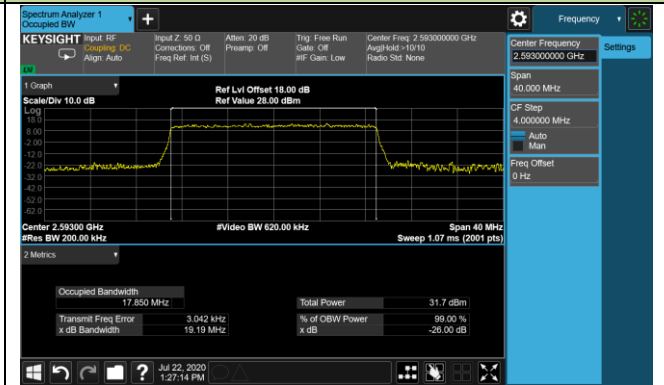 Spectrum Analyzer 1
Occupied BW
Frequency
KEYSIGHT Input: RF Input Z: 50 Ω Atten: 20 dB Trig: Free Run Center Freq: 2.593000000 GHz
Coupling: DC Corrections: Off Preamp: Off Gate: Off Avg|Hold:>10/10
Align: Auto Freq Ref: Int (S) #IF Gain: Low Radio Std: None
Center Frequency
2.593000000 GHz
Settings
Span
40.000 MHz
CF Step
4.000000 MHz
Auto
Man
Freq Offset
0 Hz
1 Graph
Ref Lvl Offset 18.00 dB
Scale/Div 10.0 dB Ref Value 28.00 dBm
Log
18.0
8.00
-2.00
-12.0
-22.0
-32.0
-42.0
-52.0
-62.0
Center 2.59300 GHz #Video BW 620.00 kHz Span 40 MHz
#Res BW 200.00 kHz Sweep 1.07 ms (2001 pts)
2 Metrics
Occupied Bandwidth
17.850 MHz Total Power 31.7 dBm
Transmit Freq Error 3.042 kHz % of OBW Power 99.00 %
x dB Bandwidth 19.19 MHz x dB -26.00 dB
Jul 22, 2020
1:27:14 PM